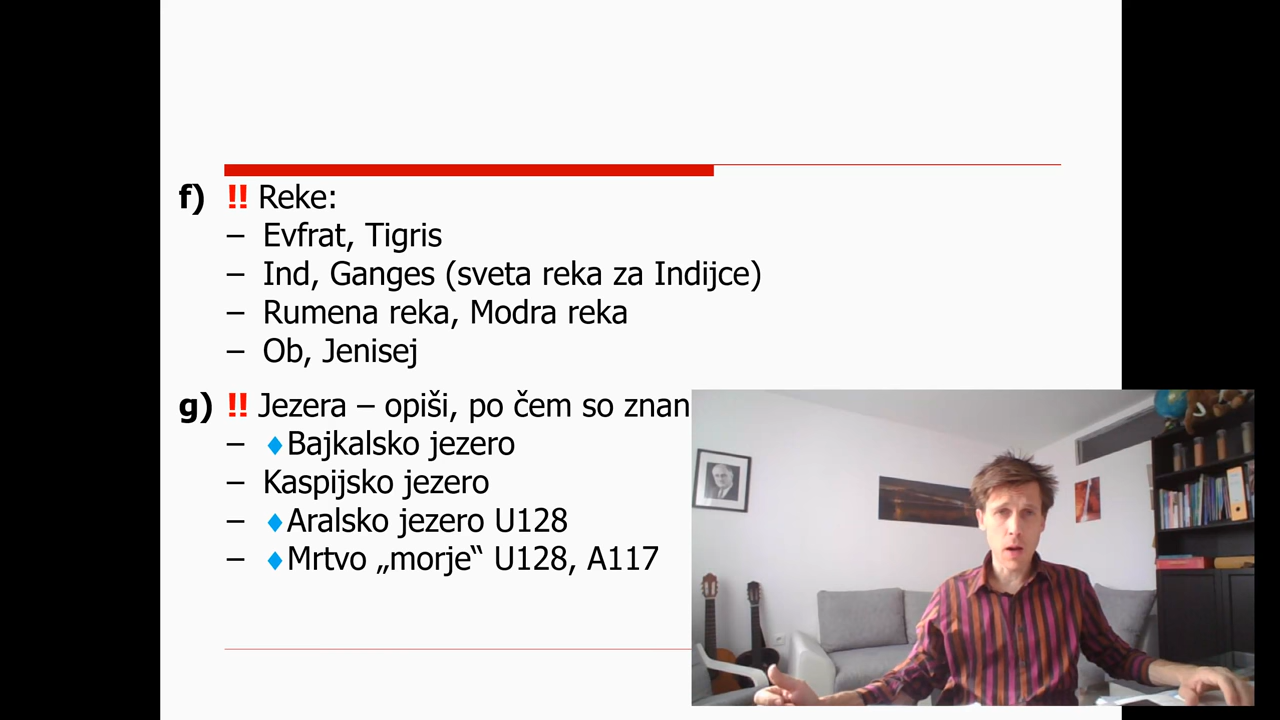 f) !! Reke:
– Evfrat, Tigris
– Ind, Ganges (sveta reka za Indijce)
– Rumena reka, Modra reka
– Ob, Jenisej
g) !! Jezera – opiši, po čem so znan
– ♦Bajkalsko jezero
– Kaspijsko jezero
– ♦Aralsko jezero U128
– ♦Mrtvo „morje“ U128, A117